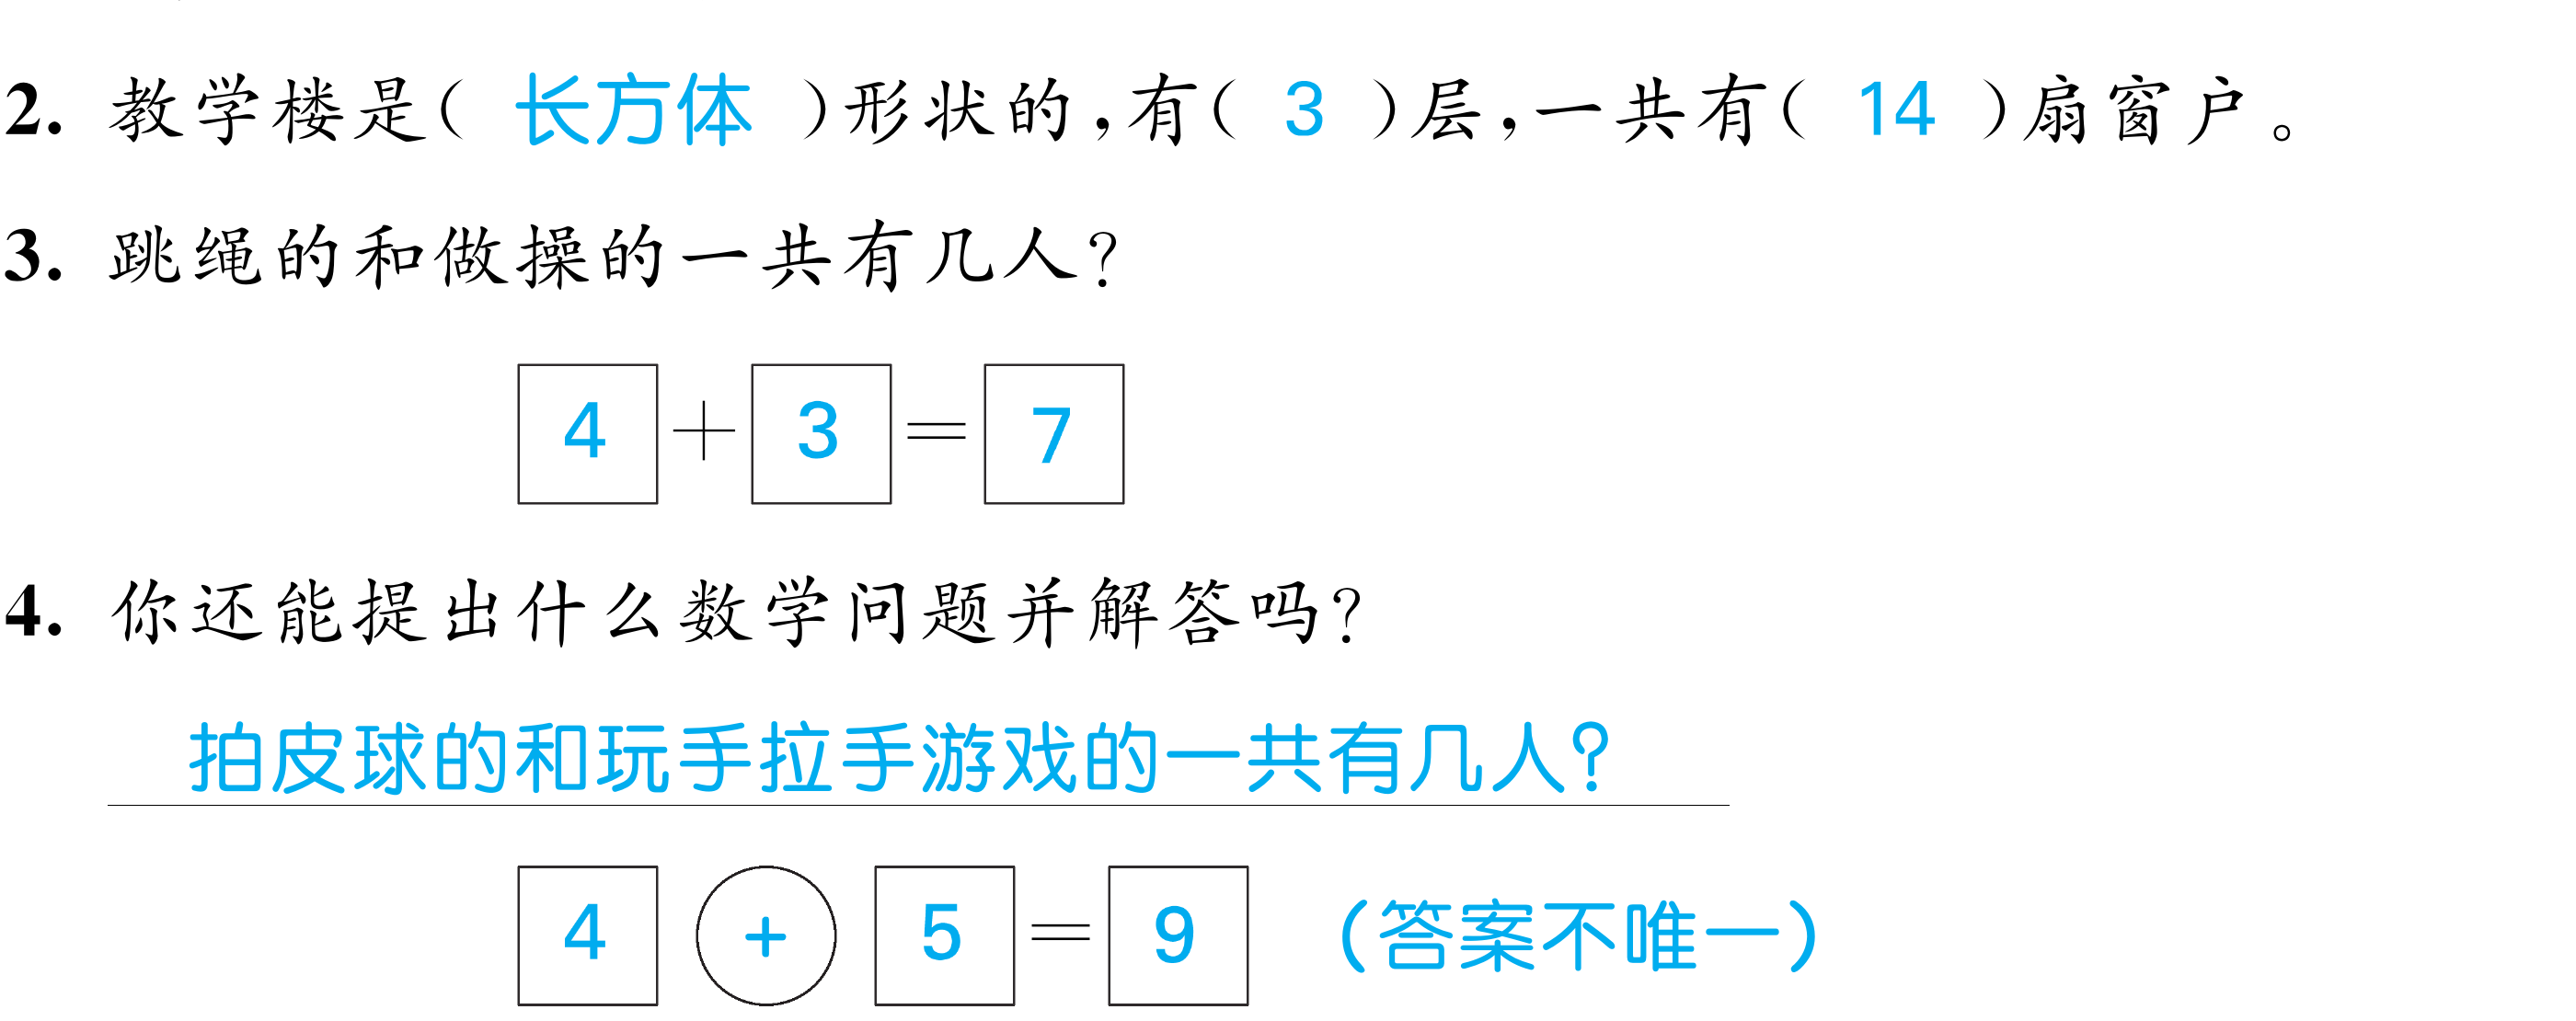 2. 教学楼是( 长方体 )形状的,有( 3 )层,一共有( 14 )扇窗户。
3. 跳绳的和做操的一共有几人?
4+3=7
4. 你还能提出什么数学问题并解答吗?
拍皮球的和玩手拉手游戏的一共有几人?
4 + 5=9 (答案不唯一)